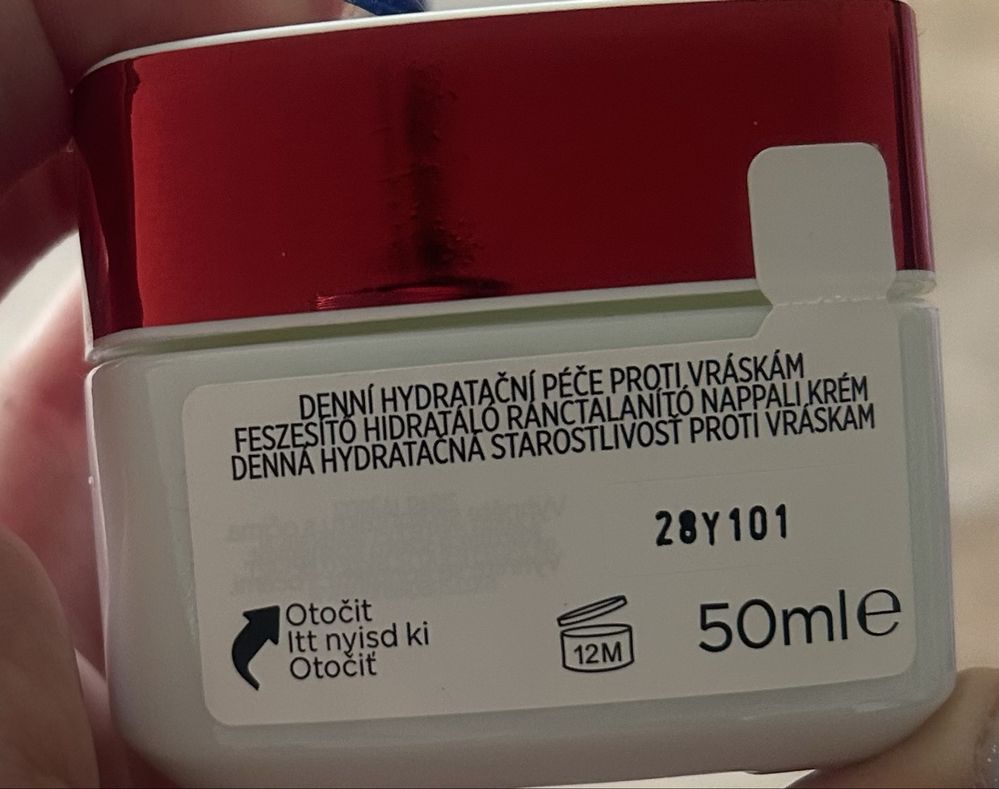 DENNÍ HYDRATAČNÍ PÉČE PROTI VRÁSKÁM
FESZESÍTŐ HIDRATÁLÓ RÁNCTALANÍTÓ NAPPALI KRÉM
DENNÁ HYDRATAČNÁ STAROSTLIVOSŤ PROTI VRÁSKAM
28Y101
Otočit
Itt nyisd ki
Otočiť
12M
50ml e